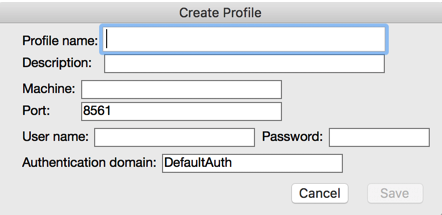 Create Profile
Profile name:
Description:
Machine:
Port: 8561
User name: Password:
Authentication domain: DefaultAuth
Cancel Save